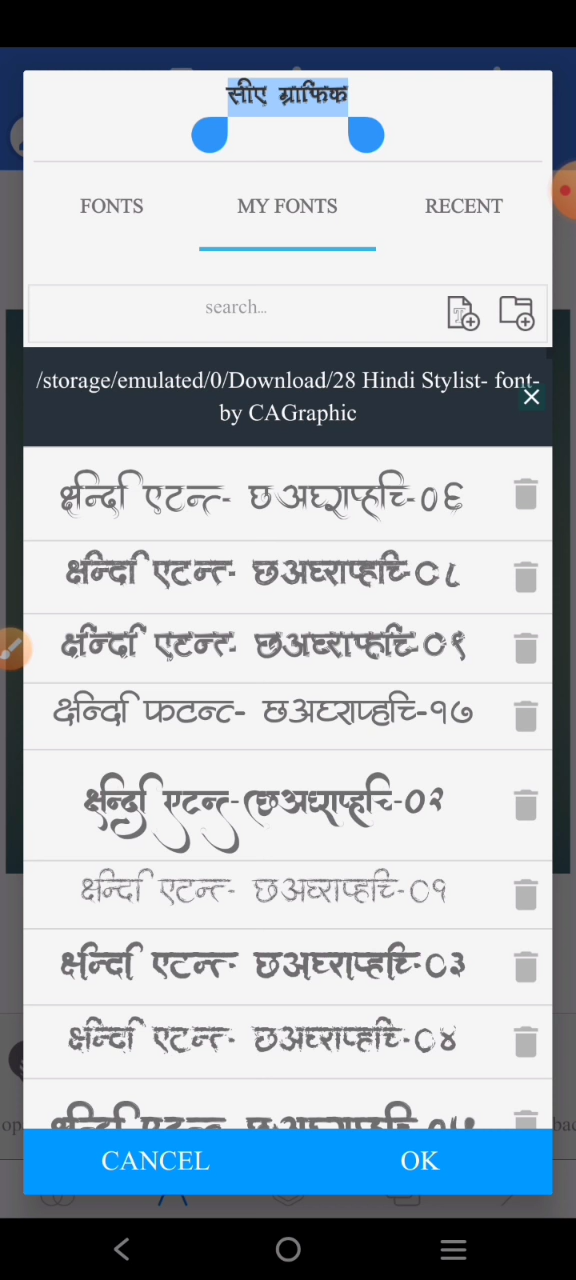 सीए ग्राफिक
FONTS MY FONTS RECENT
search...
/storage/emulated/0/Download/28 Hindi Stylist- font-
by CAGraphic
क्षन्दि एटन्त- छअघ्राप्हचि-०६
क्षन्दि एटन्त- छअघ्राप्हचि-०८
क्षन्दि एटन्त- छअघ्राप्हचि-०९
क्षन्दि फटन्ट- छअघ्राप्हचि-१७
क्षन्दि एटन्त- छअघ्राप्हचि-०२
क्षन्दि एटन्त- छअघ्राप्हचि-०१
क्षन्दि एटन्त- छअघ्राप्हचि-०३
क्षन्दि एटन्त- छअघ्राप्हचि-०४
CANCEL OK